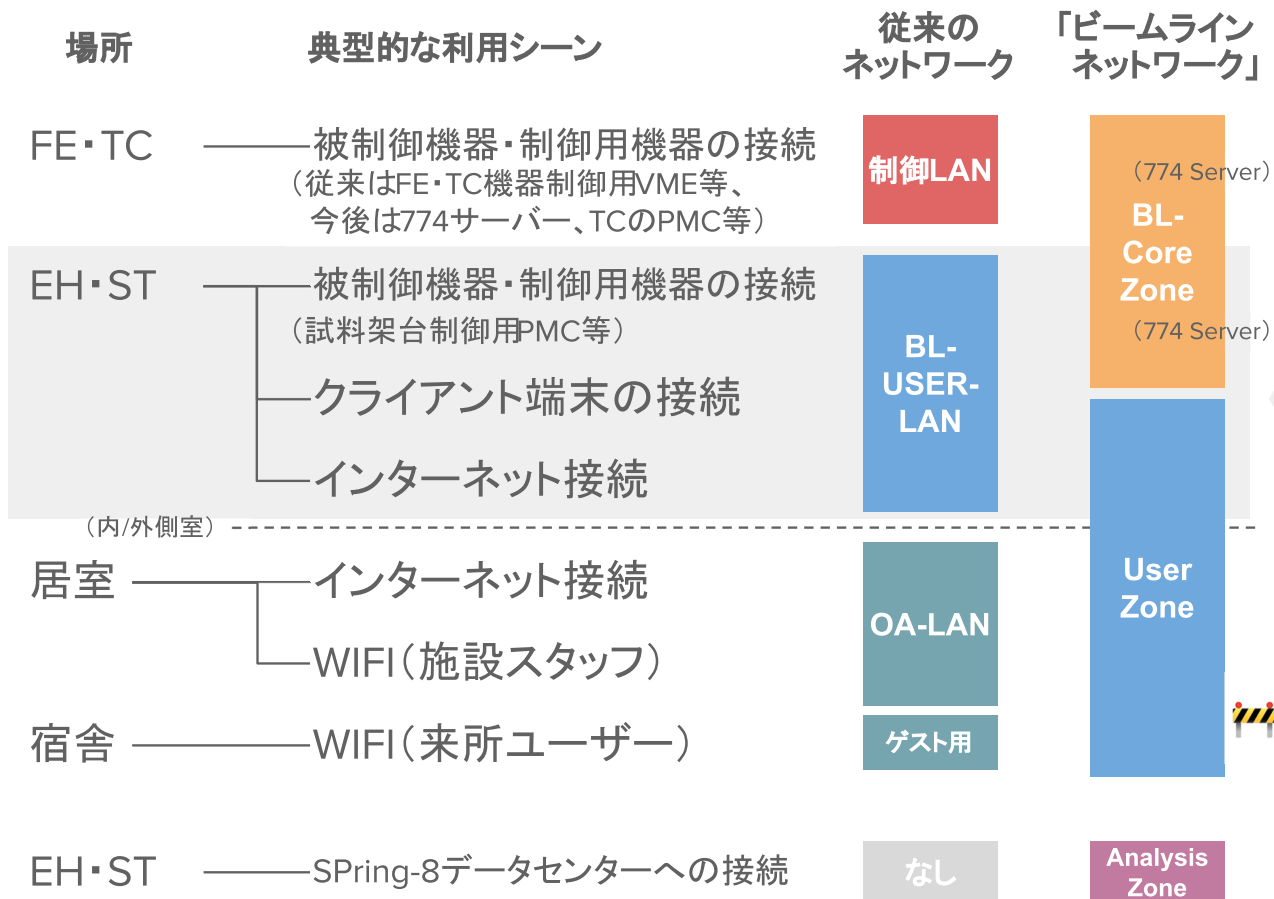 場所
典型的な利用シーン
従来の
ネットワーク
「ビームライン
ネットワーク」
FE・TC
被制御機器・制御用機器の接続
（従来はFE・TC機器制御用VME等、
今後は774サーバー、TCのPMC等）
制御LAN
（774 Server）
BL-
Core
Zone
（774 Server）
EH・ST
被制御機器・制御用機器の接続
（試料架台制御用PMC等）
クライアント端末の接続
インターネット接続
BL-
USER-
LAN
（内/外側室）
居室
インターネット接続
WIFI（施設スタッフ）
OA-LAN
User
Zone
宿舎
WIFI（来所ユーザー）
ゲスト用
EH・ST
SPring-8データセンターへの接続
なし
Analysis
Zone